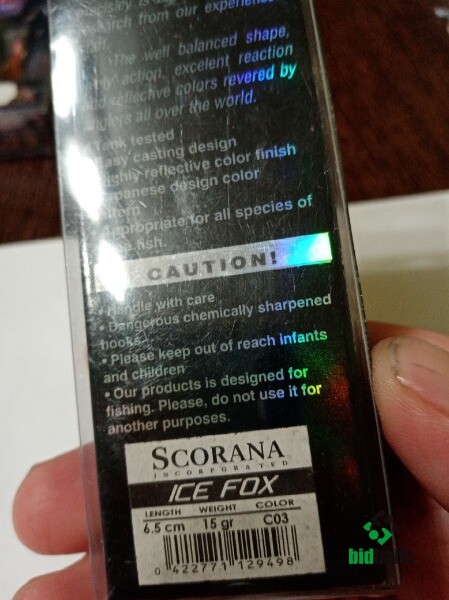 research from our experienced
The well balanced shape,
action, excelent reaction
and reflective colors revered by
anglers all over the world.
Tank tested
Easy casting design
Highly reflective color finish
Japanese design color
Appropriate for all species of
fish.
CAUTION!
• Handle with care
• Dangerous chemically sharpened
hooks
• Please keep out of reach infants
and children
• Our products is designed for
fishing. Please, do not use it for
another purposes.
SCORANA
INCORPORATED
ICE FOX
LENGTH WEIGHT COLOR
6.5 cm 15 gr C03
0 422771 129498
bid